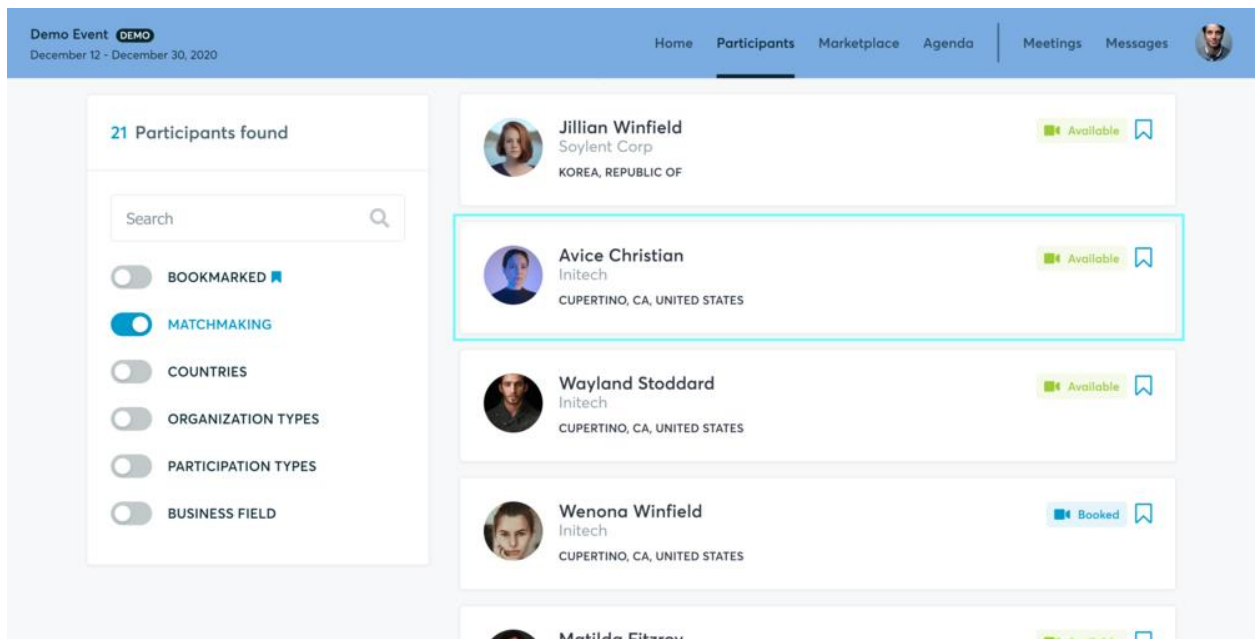 Demo Event DEMO
December 12 - December 30, 2020
Home Participants Marketplace Agenda Meetings Messages
21 Participants found
Search
BOOKMARKED
MATCHMAKING
COUNTRIES
ORGANIZATION TYPES
PARTICIPATION TYPES
BUSINESS FIELD
Jillian Winfield
Soylent Corp
KOREA, REPUBLIC OF
Available
Avice Christian
Initech
CUPERTINO, CA, UNITED STATES
Available
Wayland Stoddard
Initech
CUPERTINO, CA, UNITED STATES
Available
Wenona Winfield
Initech
CUPERTINO, CA, UNITED STATES
Booked
Matilda Fitzroy